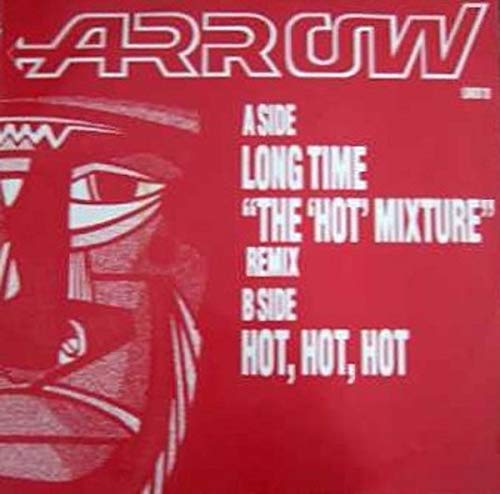 ARROW
A SIDE
LONG TIME
"THE 'HOT' MIXTURE"
REMIX
B SIDE
HOT, HOT, HOT